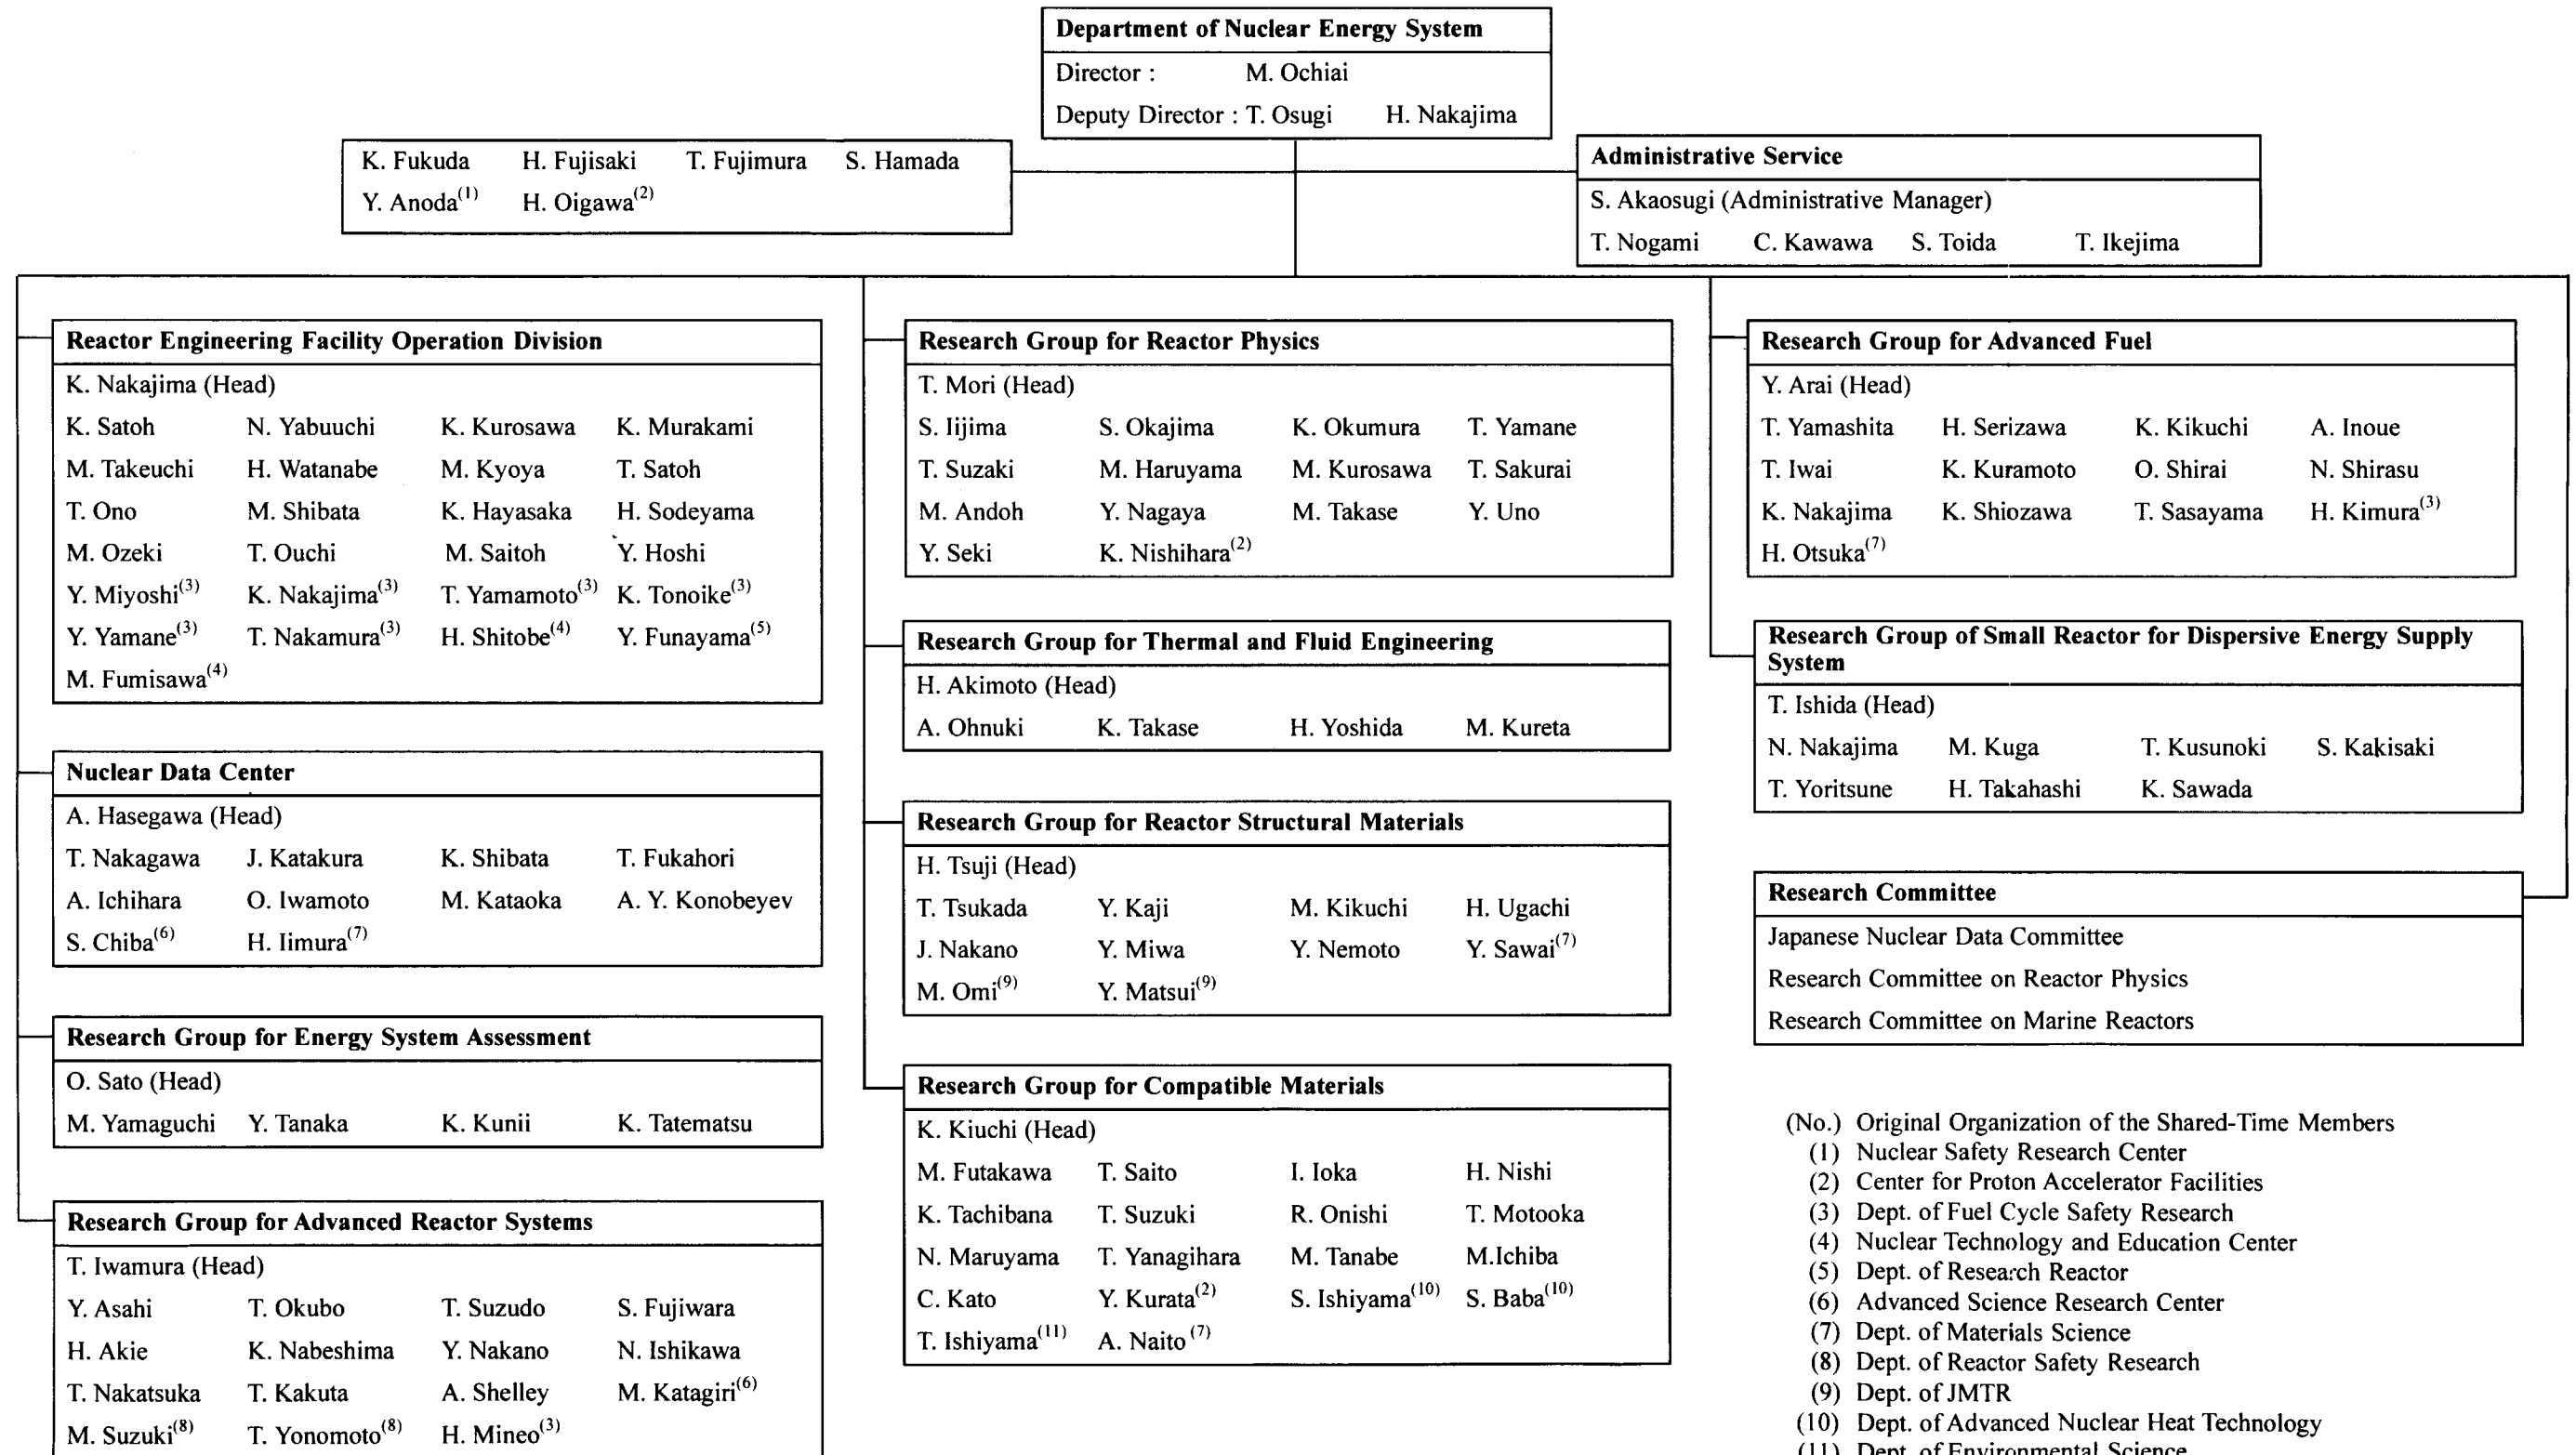 Department of Nuclear Energy System
Director : M. Ochiai
Deputy Director : T. Osugi H. Nakajima
K. Fukuda H. Fujisaki T. Fujimura S. Hamada
Y. Anoda(1) H. Oigawa(2)
Administrative Service
S. Akaosugi (Administrative Manager)
T. Nogami C. Kawawa S. Toida T. Ikejima
Reactor Engineering Facility Operation Division
K. Nakajima (Head)
K. Satoh N. Yabuuchi K. Kurosawa K. Murakami
M. Takeuchi H. Watanabe M. Kyoya T. Satoh
T. Ono M. Shibata K. Hayasaka H. Sodeyama
M. Ozeki T. Ouchi M. Saitoh Y. Hoshi
Y. Miyoshi(3) K. Nakajima(3) T. Yamamoto(3) K. Tonoike(3)
Y. Yamane(3) T. Nakamura(3) H. Shitobe(4) Y. Funayama(5)
M. Fumisawa(4)
Nuclear Data Center
A. Hasegawa (Head)
T. Nakagawa J. Katakura K. Shibata T. Fukahori
A. Ichihara O. Iwamoto M. Kataoka A. Y. Konobeyev
S. Chiba(6) H. Iimura(7)
Research Group for Energy System Assessment
O. Sato (Head)
M. Yamaguchi Y. Tanaka K. Kunii K. Tatematsu
Research Group for Advanced Reactor Systems
T. Iwamura (Head)
Y. Asahi T. Okubo T. Suzudo S. Fujiwara
H. Akie K. Nabeshima Y. Nakano N. Ishikawa
T. Nakatsuka T. Kakuta A. Shelley M. Katagiri(6)
M. Suzuki(8) T. Yonomoto(8) H. Mineo(3)
Research Group for Reactor Physics
T. Mori (Head)
S. Iijima S. Okajima K. Okumura T. Yamane
T. Suzaki M. Haruyama M. Kurosawa T. Sakurai
M. Andoh Y. Nagaya M. Takase Y. Uno
Y. Seki K. Nishihara(2)
Research Group for Thermal and Fluid Engineering
H. Akimoto (Head)
A. Ohnuki K. Takase H. Yoshida M. Kureta
Research Group for Reactor Structural Materials
H. Tsuji (Head)
T. Tsukada Y. Kaji M. Kikuchi H. Ugachi
J. Nakano Y. Miwa Y. Nemoto Y. Sawai(7)
M. Omi(9) Y. Matsui(9)
Research Group for Compatible Materials
K. Kiuchi (Head)
M. Futakawa T. Saito I. Ioka H. Nishi
K. Tachibana T. Suzuki R. Onishi T. Motooka
N. Maruyama T. Yanagihara M. Tanabe M.Ichiba
C. Kato Y. Kurata(2) S. Ishiyama(10) S. Baba(10)
T. Ishiyama(11) A. Naito (7)
Research Group for Advanced Fuel
Y. Arai (Head)
T. Yamashita H. Serizawa K. Kikuchi A. Inoue
T. Iwai K. Kuramoto O. Shirai N. Shirasu
K. Nakajima K. Shiozawa T. Sasayama H. Kimura(3)
H. Otsuka(7)
Research Group of Small Reactor for Dispersive Energy Supply
System
T. Ishida (Head)
N. Nakajima M. Kuga T. Kusunoki S. Kakisaki
T. Yoritsune H. Takahashi K. Sawada
Research Committee
Japanese Nuclear Data Committee
Research Committee on Reactor Physics
Research Committee on Marine Reactors
(No.) Original Organization of the Shared-Time Members
(1) Nuclear Safety Research Center
(2) Center for Proton Accelerator Facilities
(3) Dept. of Fuel Cycle Safety Research
(4) Nuclear Technology and Education Center
(5) Dept. of Research Reactor
(6) Advanced Science Research Center
(7) Dept. of Materials Science
(8) Dept. of Reactor Safety Research
(9) Dept. of JMTR
(10) Dept. of Advanced Nuclear Heat Technology
(11) Dept. of Environmental Science